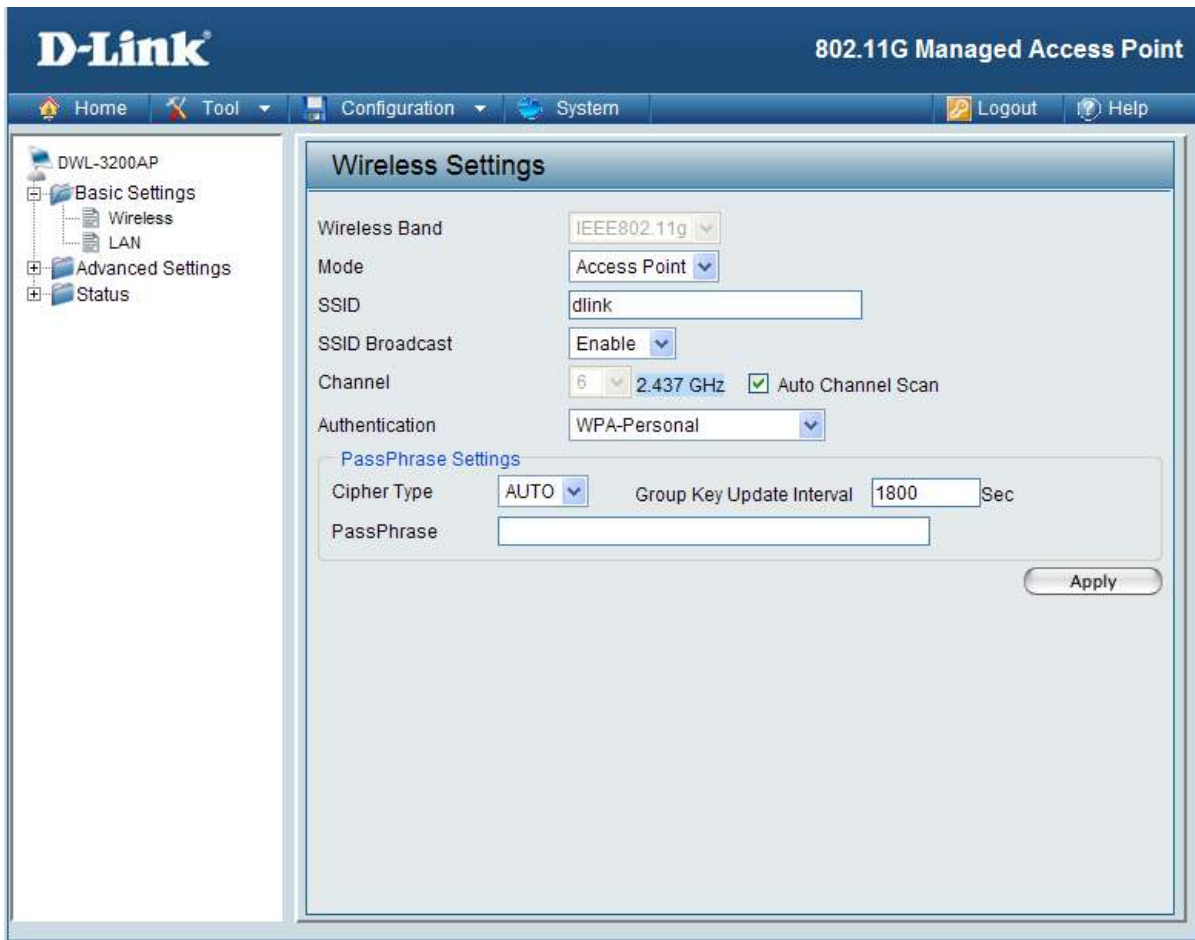 D-Link
802.11G Managed Access Point
Home Tool Configuration System Logout Help
DWL-3200AP
Basic Settings
Wireless
LAN
Advanced Settings
Status
Wireless Settings
Wireless Band IEEE802.11g
Mode Access Point
SSID dlink
SSID Broadcast Enable
Channel 6 2.437 GHz Auto Channel Scan
Authentication WPA-Personal
PassPhrase Settings
Cipher Type AUTO Group Key Update Interval 1800 Sec
PassPhrase
Apply